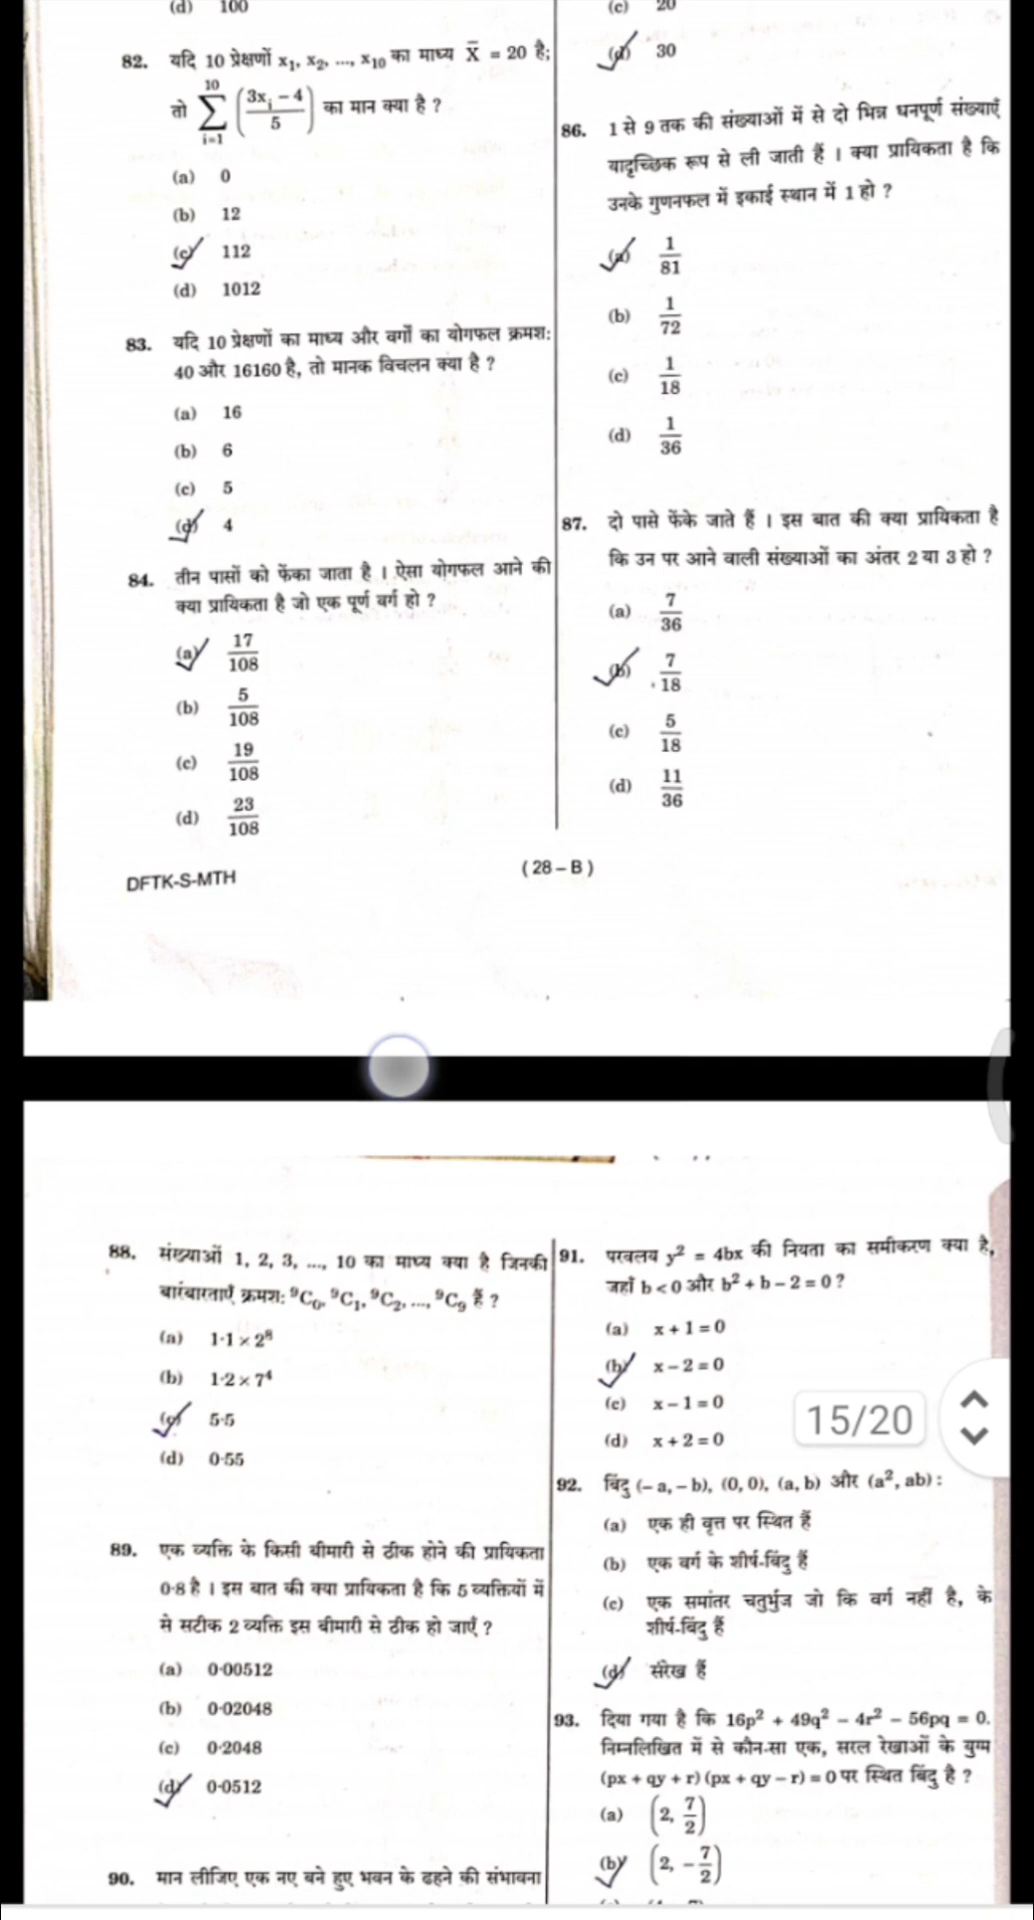 (d) 100
82. यदि 10 प्रेक्षणों x₁, x₂, ..., x₁₀ का माध्य X̄ = 20 है;
तो ∑_{i=1}^{10} ((3xᵢ – 4)/5) का मान क्या है ?
(a) 0
(b) 12
(c) 112
(d) 1012
83. यदि 10 प्रेक्षणों का माध्य और वर्गों का योगफल क्रमश:
40 और 16160 है, तो मानक विचलन क्या है ?
(a) 16
(b) 6
(c) 5
(d) 4
84. तीन पासों को फेंका जाता है । ऐसा योगफल आने की
क्या प्रायिकता है जो एक पूर्ण वर्ग हो ?
(a) 17/108
(b) 5/108
(c) 19/108
(d) 23/108
(c) 20
(d) 30
86. 1 से 9 तक की संख्याओं में से दो भिन्न धनपूर्ण संख्याएँ
यादृच्छिक रूप से ली जाती हैं । क्या प्रायिकता है कि
उनके गुणनफल में इकाई स्थान में 1 हो ?
(a) 1/81
(b) 1/72
(c) 1/18
(d) 1/36
87. दो पासे फेंके जाते हैं । इस बात की क्या प्रायिकता है
कि उन पर आने वाली संख्याओं का अंतर 2 या 3 हो ?
(a) 7/36
(b) 7/18
(c) 5/18
(d) 11/36
DFTK-S-MTH
( 28 – B )
88. संख्याओं 1, 2, 3, ..., 10 का माध्य क्या है जिनकी
बारंबारताएँ क्रमश: ⁹C₀, ⁹C₁, ⁹C₂, ..., ⁹C₉ हैं ?
(a) 1·1 × 2⁸
(b) 1·2 × 7⁴
(c) 5·5
(d) 0·55
89. एक व्यक्ति के किसी बीमारी से ठीक होने की प्रायिकता
0·8 है । इस बात की क्या प्रायिकता है कि 5 व्यक्तियों में
से सटीक 2 व्यक्ति इस बीमारी से ठीक हो जाएँ ?
(a) 0·00512
(b) 0·02048
(c) 0·2048
(d) 0·0512
90. मान लीजिए एक नए बने हुए भवन के ढहने की संभावना
91. परवलय y² = 4bx की नियता का समीकरण क्या है,
जहाँ b < 0 और b² + b – 2 = 0 ?
(a) x + 1 = 0
(b) x – 2 = 0
(c) x – 1 = 0
(d) x + 2 = 0
15/20
92. बिंदु (– a, – b), (0, 0), (a, b) और (a², ab) :
(a) एक ही वृत्त पर स्थित हैं
(b) एक वर्ग के शीर्ष-बिंदु हैं
(c) एक समांतर चतुर्भुज जो कि वर्ग नहीं है, के
शीर्ष-बिंदु हैं
(d) संरेख हैं
93. दिया गया है कि 16p² + 49q² – 4r² – 56pq = 0.
निम्नलिखित में से कौन-सा एक, सरल रेखाओं के युग्म
(px + qy + r) (px + qy – r) = 0 पर स्थित बिंदु है ?
(a) (2, 7/2)
(b) (2, –7/2)